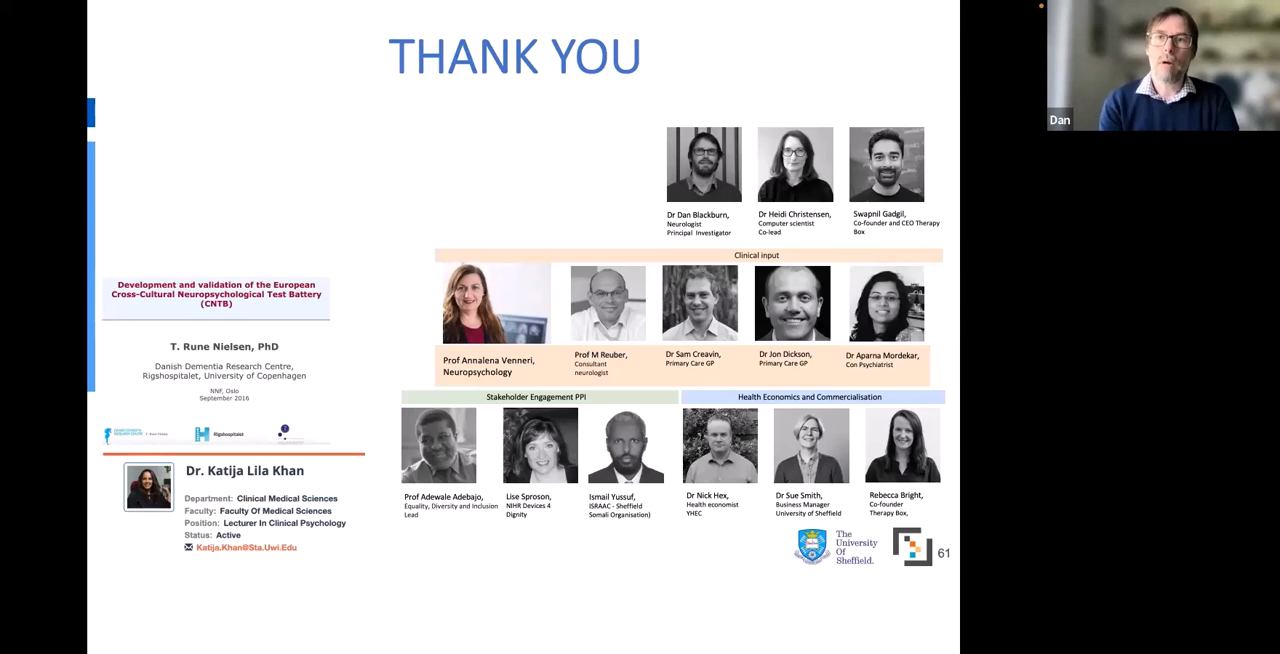 THANK YOU
Dan
Dr Dan Blackburn,
Neurologist
Principal Investigator
Dr Heidi Christensen,
Computer scientist
Co-lead
Swapnil Gadgil,
Co-founder and CEO Therapy
Box
Clinical input
Prof Annalena Venneri,
Neuropsychology
Prof M Reuber,
Consultant
neurologist
Dr Sam Creavin,
Primary Care GP
Dr Jon Dickson,
Primary Care GP
Dr Aparna Mordekar,
Con Psychiatrist
Stakeholder Engagement PPI
Health Economics and Commercialisation
Prof Adewale Adebajo,
Equality, Diversity and Inclusion
Lead
Lise Sproson,
NIHR Devices 4
Dignity
Ismail Yussuf,
ISRAAC - Sheffield
Somali Organisation)
Dr Nick Hex,
Health economist
YHEC
Dr Sue Smith,
Business Manager
University of Sheffield
Rebecca Bright,
Co-founder
Therapy Box,
Development and validation of the European
Cross-Cultural Neuropsychological Test Battery
(CNTB)
T. Rune Nielsen, PhD
Danish Dementia Research Centre,
Rigshospitalet, University of Copenhagen
NNF, Oslo
September 2016
Rigshospitalet
Dr. Katija Lila Khan
Department: Clinical Medical Sciences
Faculty: Faculty Of Medical Sciences
Position: Lecturer In Clinical Psychology
Status: Active
Katija.Khan@Sta.Uwi.Edu
The
University
Of
Sheffield.
61